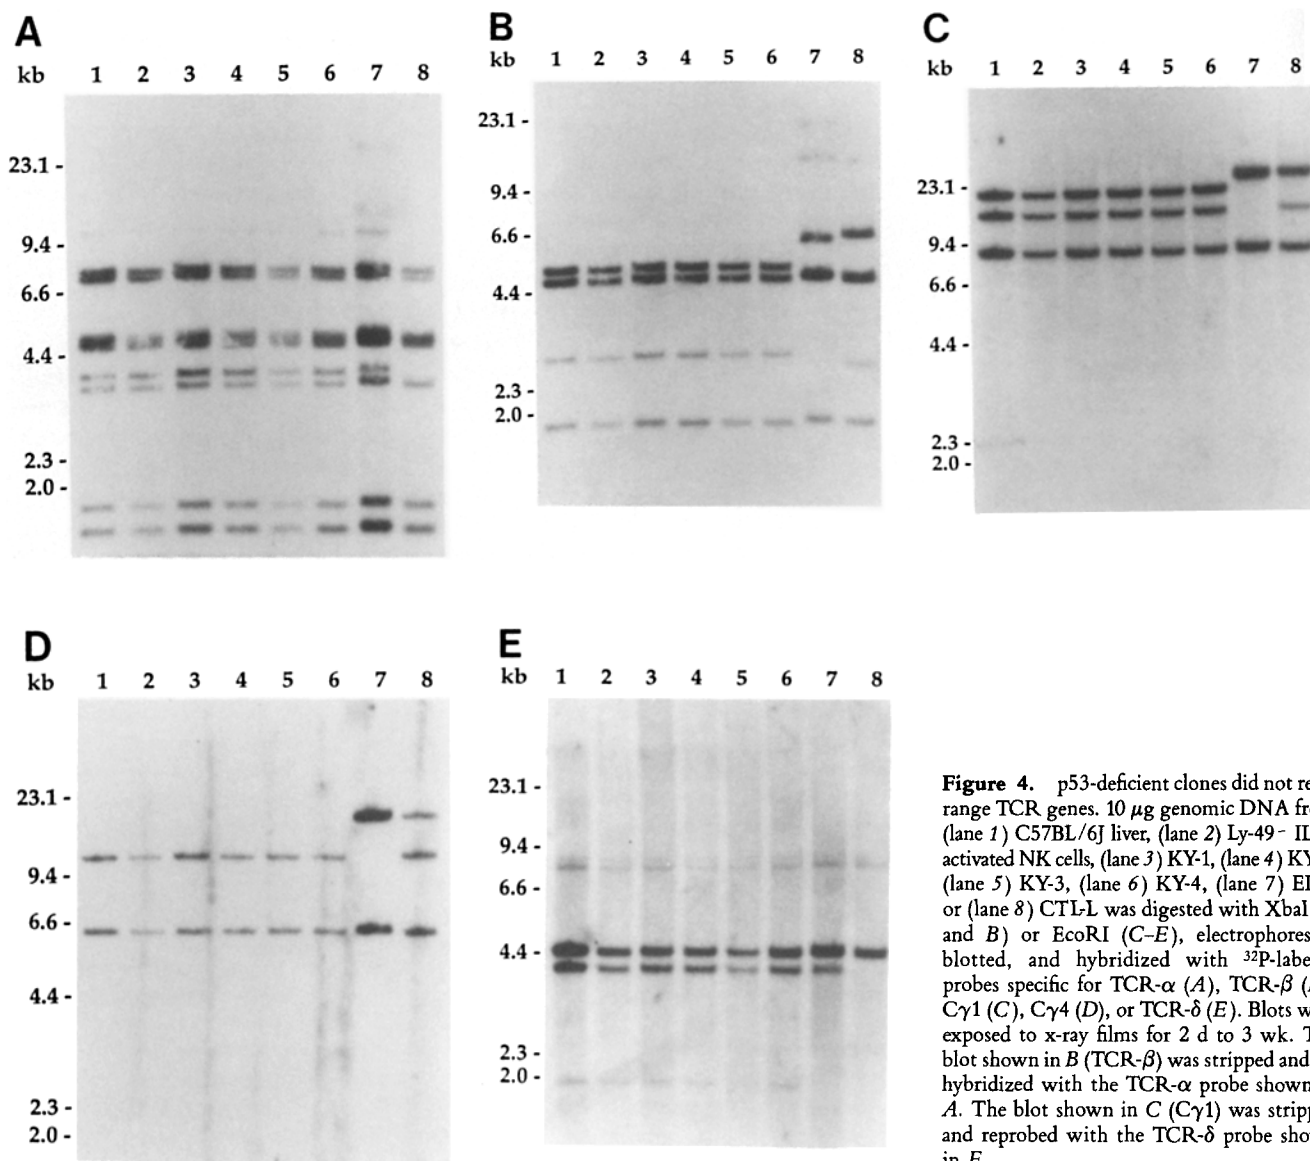 A
kb 1 2 3 4 5 6 7 8
23.1 -
9.4 -
6.6 -
4.4 -
2.3 -
2.0 -
B
kb 1 2 3 4 5 6 7 8
23.1 -
9.4 -
6.6 -
4.4 -
2.3 -
2.0 -
C
kb 1 2 3 4 5 6 7 8
23.1 -
9.4 -
6.6 -
4.4 -
2.3 -
2.0 -
D
kb 1 2 3 4 5 6 7 8
23.1 -
9.4 -
6.6 -
4.4 -
2.3 -
2.0 -
E
kb 1 2 3 4 5 6 7 8
23.1 -
9.4 -
6.6 -
4.4 -
2.3 -
2.0 -
Figure 4. p53-deficient clones did not re
range TCR genes. 10 μg genomic DNA fr
(lane 1) C57BL/6J liver, (lane 2) Ly-49⁻ IL
activated NK cells, (lane 3) KY-1, (lane 4) KY
(lane 5) KY-3, (lane 6) KY-4, (lane 7) EL
or (lane 8) CTL-L was digested with XbaI
and B) or EcoRI (C–E), electrophores
blotted, and hybridized with ³²P-labe
probes specific for TCR-α (A), TCR-β (
Cγ1 (C), Cγ4 (D), or TCR-δ (E). Blots w
exposed to x-ray films for 2 d to 3 wk. T
blot shown in B (TCR-β) was stripped and
hybridized with the TCR-α probe shown
A. The blot shown in C (Cγ1) was stripp
and reprobed with the TCR-δ probe sho
in E